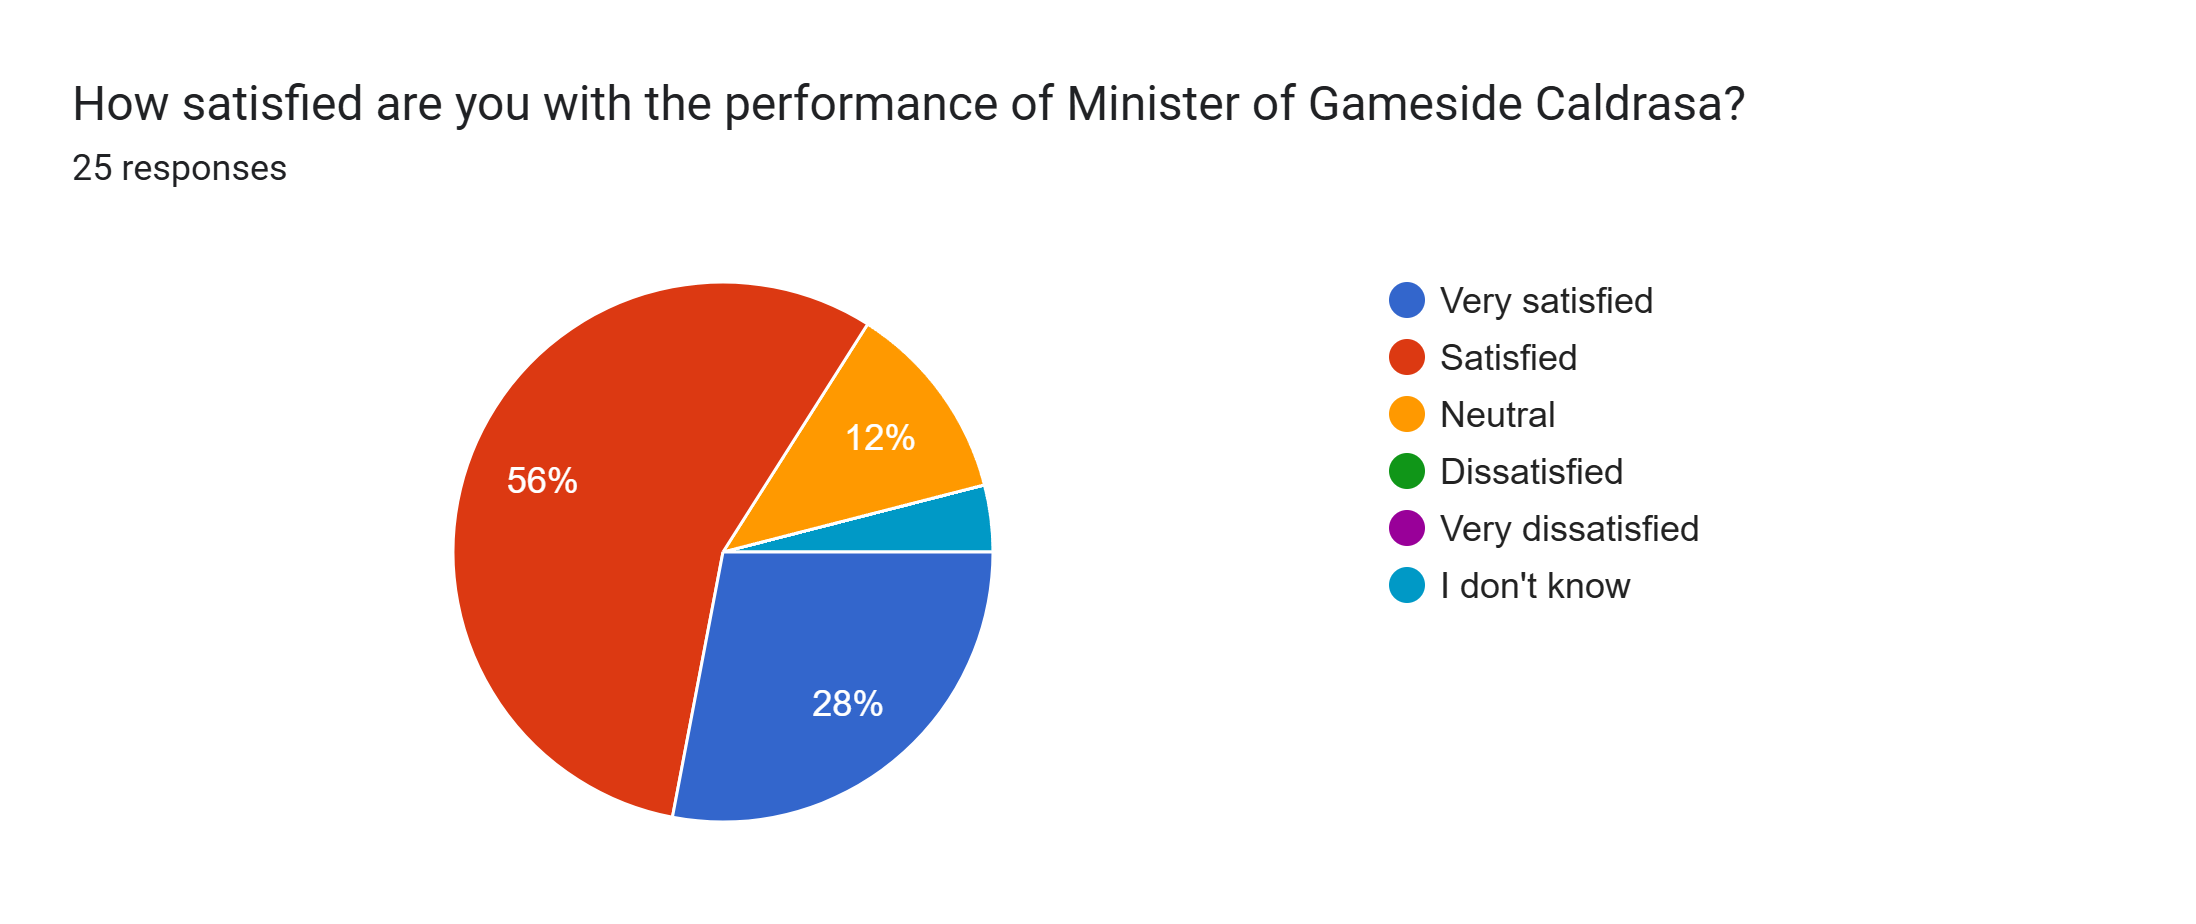 How satisfied are you with the performance of Minister of Gameside Caldrasa?
25 responses
Very satisfied
Satisfied
Neutral
Dissatisfied
Very dissatisfied
I don't know
12%
56%
28%